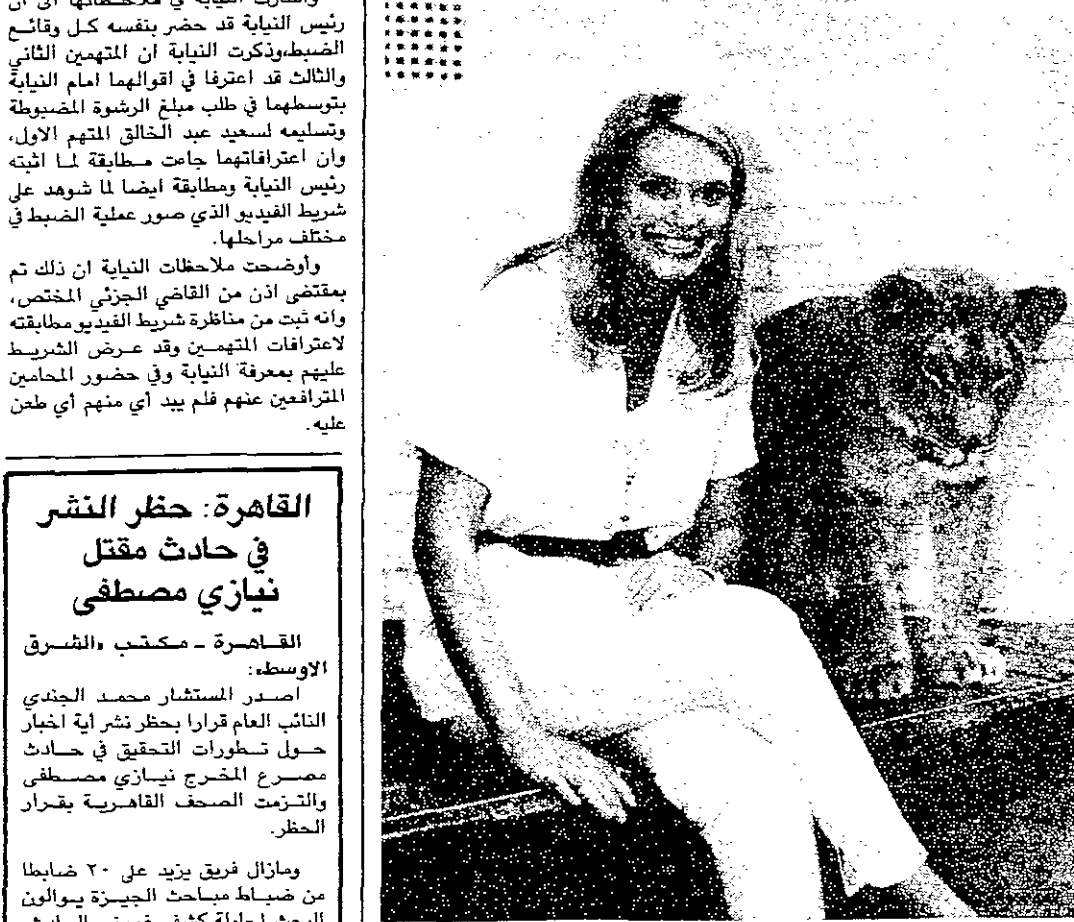 واشارت النيابة في ملاحظاتها الى ان
رئيس النيابة قد حضر بنفسه كل وقائع
الضبط،وذكرت النيابة ان المتهمين الثاني
والثالث قد اعترفا في اقوالهما امام النيابة
بتوسطهما في طلب مبلغ الرشوة المضبوطة
وتسليمه لسعيد عبد الخالق المتهم الاول،
وان اعترافاتهما جاءت مطابقة لما اثبته
رئيس النيابة ومطابقة ايضا لما شوهد على
شريط الفيديو الذي صور عملية الضبط في
مختلف مراحلها.
وأوضحت ملاحظات النيابة ان ذلك تم
بمقتضى اذن من القاضي الجزئي المختص،
وانه ثبت من مناظرة شريط الفيديو مطابقته
لاعترافات المتهمين وقد عرض الشريط
عليهم بمعرفة النيابة وفي حضور المحامين
المترافعين عنهم فلم يبد أي منهم أي طعن
عليه.
القاهرة: حظر النشر
في حادث مقتل
نيازي مصطفى
القاهرة ـ مكتب «الشرق
الاوسط»:
اصدر المستشار محمد الجندي
النائب العام قرارا بحظر نشر أية اخبار
حول تطورات التحقيق في حادث
مصرع المخرج نيازي مصطفى
والتزمت الصحف القاهرية بقرار
الحظر.
ومازال فريق يزيد على ٢٠ ضابطا
من ضباط مباحث الجيزة يوالون